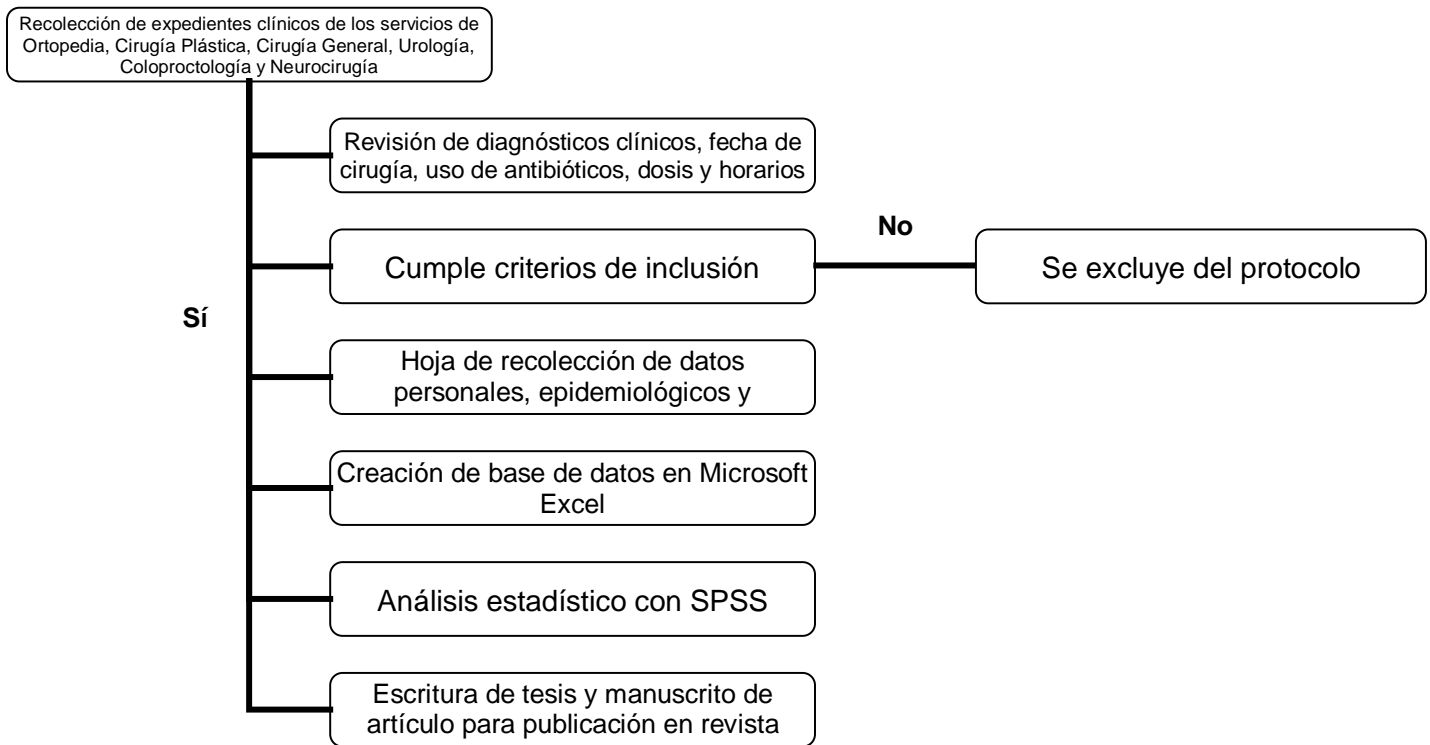 Recolección de expedientes clínicos de los servicios de
Ortopedia, Cirugía Plástica, Cirugía General, Urología,
Coloproctología y Neurocirugía
Revisión de diagnósticos clínicos, fecha de
cirugía, uso de antibióticos, dosis y horarios
No
Cumple criterios de inclusión
Se excluye del protocolo
Sí
Hoja de recolección de datos
personales, epidemiológicos y
Creación de base de datos en Microsoft
Excel
Análisis estadístico con SPSS
Escritura de tesis y manuscrito de
artículo para publicación en revista